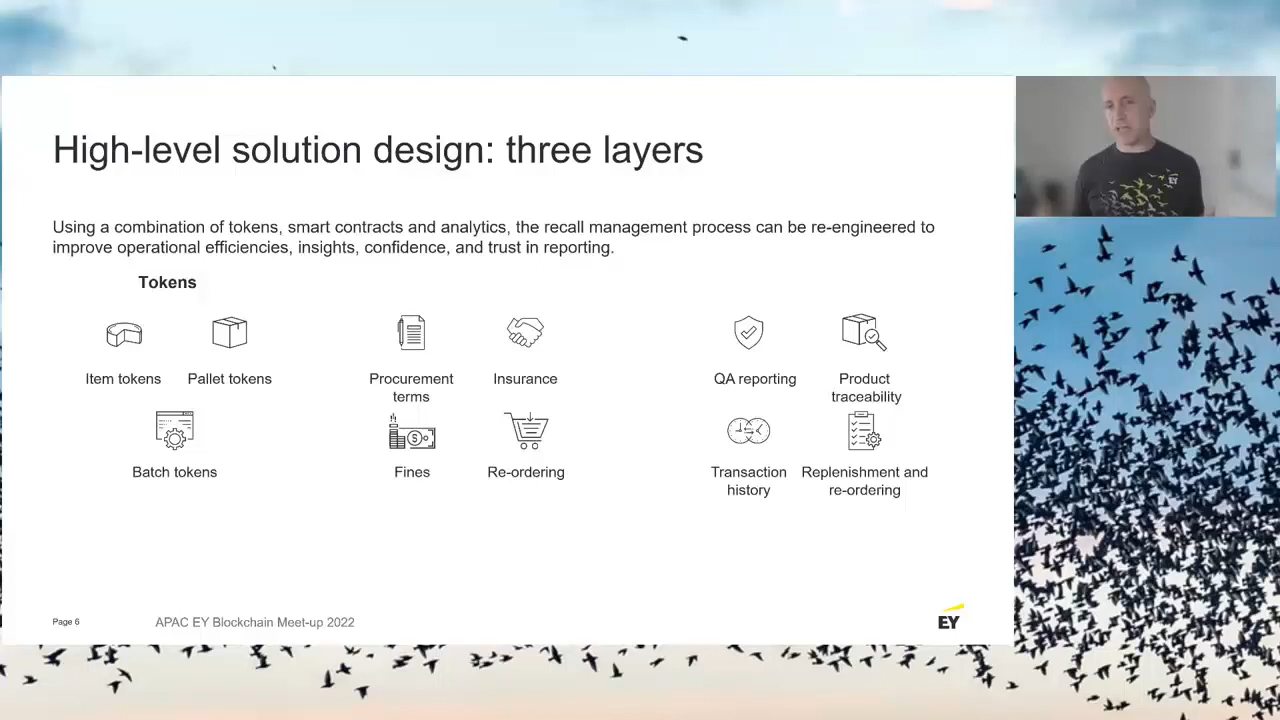 High-level solution design: three layers
Using a combination of tokens, smart contracts and analytics, the recall management process can be re-engineered to
improve operational efficiencies, insights, confidence, and trust in reporting.
Tokens
Item tokens
Pallet tokens
Batch tokens
Procurement
terms
Insurance
Fines
Re-ordering
QA reporting
Product
traceability
Transaction
history
Replenishment and
re-ordering
Page 6
APAC EY Blockchain Meet-up 2022
EY
EY